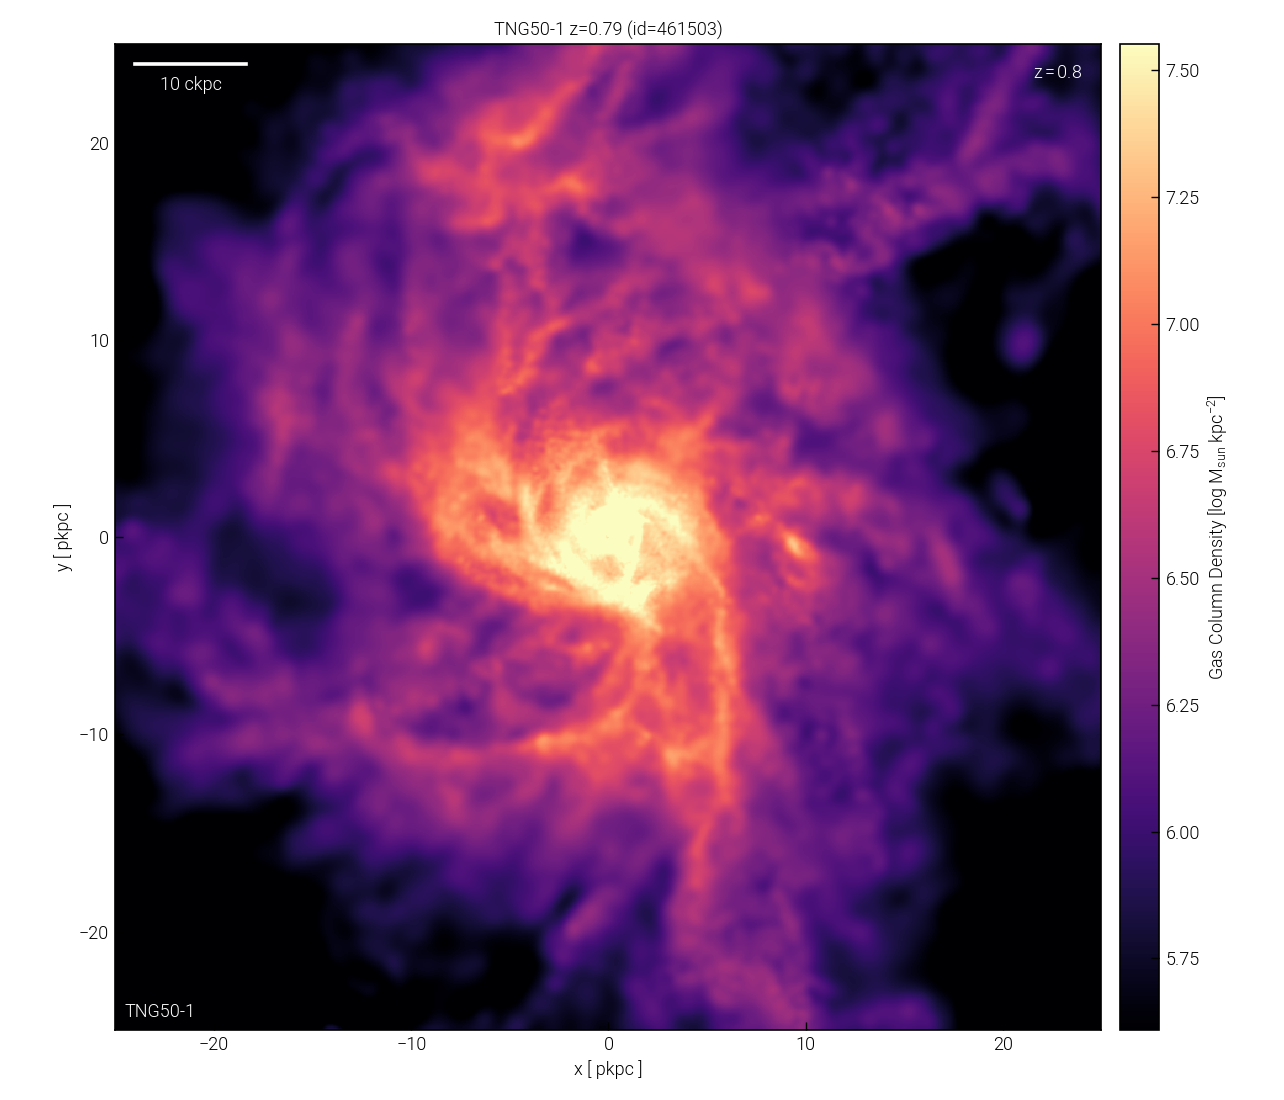 TNG50-1 z=0.79 (id=461503)
10 ckpc
z=0.8
TNG50-1
y [ pkpc ]
20
10
0
−10
−20
−20
−10
0
10
20
x [ pkpc ]
7.50
7.25
7.00
6.75
6.50
6.25
6.00
5.75
Gas Column Density [log M_sun kpc⁻²]